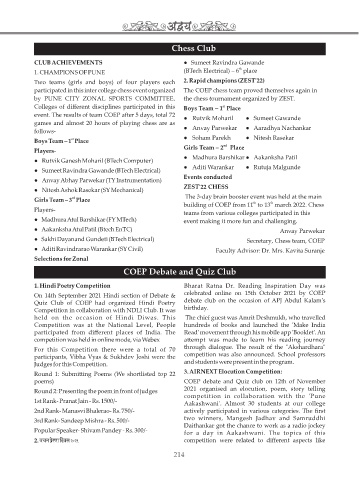 अद्वय
Chess Club
CLUB ACHIEVEMENTS
1. CHAMPIONS OF PUNE
Two teams (girls and boys) of four players each
participated in this inter college chess event organized
by PUNE CITY ZONAL SPORTS COMMITTEE.
Colleges of different disciplines participated in this
event. The results of team COEP after 5 days, total 72
games and almost 20 hours of playing chess are as
follows-
Boys Team – 1st Place
Players-
● Rutvik Ganesh Moharil (BTech Computer)
● Sumeet Ravindra Gawande (BTech Electrical)
● Anvay Abhay Parwekar (TY Instrumentation)
● Nitesh Ashok Rasekar (SY Mechanical)
Girls Team – 3rd Place
Players-
● Madhura Atul Barshikar (FY MTech)
● Aakanksha Atul Patil (Btech EnTC)
● Sakhi Dayanand Gundeti (BTech Electrical)
● Aditi Ravindrarao Warankar (SY Civil)
Selections for Zonal
● Sumeet Ravindra Gawande
(BTech Electrical) – 6th place
2. Rapid champions (ZEST'22)
The COEP chess team proved themselves again in
the chess tournament organized by ZEST.
Boys Team – 1st Place
● Rutvik Moharil ● Sumeet Gawande
● Anvay Parwekar ● Aaradhya Narhankar
● Soham Parekh ● Nitesh Rasekar
Girls Team – 2nd Place
● Madhura Barshikar ● Aakanksha Patil
● Aditi Warankar ● Rutuja Malgunde
Events conducted
ZEST'22 CHESS
The 3-day brain booster event was held at the main
building of COEP from 11th to 13th march 2022. Chess
teams from various colleges participated in this
event making it more fun and challenging.
Anvay Parwekar
Secretary, Chess team, COEP
Faculty Advisor: Dr. Mrs. Kavita Suranje
COEP Debate and Quiz Club
1. Hindi Poetry Competition
On 14th September 2021 Hindi section of Debate &
Quiz Club of COEP had organized Hindi Poetry
Competition in collaboration with NDLI Club. It was
held on the occasion of Hindi Diwas. This
Competition was at the National Level, People
participated from different places of India. The
competition was held in online mode, via Webex
For this Competition there were a total of 70
participants, Vibha Vyas & Sukhdev Joshi were the
Judges for this Competition.
Round 1: Submitting Poems (We shortlisted top 22
poems)
Round 2: Presenting the poem in front of judges
1st Rank- Pranat Jain - Rs. 1500/-
2nd Rank- Manasvi Bhalerao - Rs. 750/-
3rd Rank- Sandeep Mishra - Rs. 500/-
Popular Speaker- Shivam Pandey - Rs. 300/-
२. वाचन प्रेरणा दिवस २०२१
Bharat Ratna Dr. Reading Inspiration Day was
celebrated online on 15th October 2021 by COEP
debate club on the occasion of APJ Abdul Kalam's
birthday.
The chief guest was Amrit Deshmukh, who travelled
hundreds of books and launched the 'Make India
Read' movement through his mobile app 'Booklet'. An
attempt was made to learn his reading journey
through dialogue. The result of the "Aksharadhara"
competition was also announced. School professors
and students were present in the program.
3. AIRNEXT Elocation Competition:
COEP debate and Quiz club on 12th of November
2021 organised an elocution, poem, story telling
competition in collaboration with the 'Pune
Aakashwani'. Almost 30 students at our college
actively participated in various categories. The first
two winners, Mangesh Jadhav and Samruddhi
Daithankar got the chance to work as a radio jockey
for a day in Aakashwani. The topics of this
competition were related to different aspects like
214